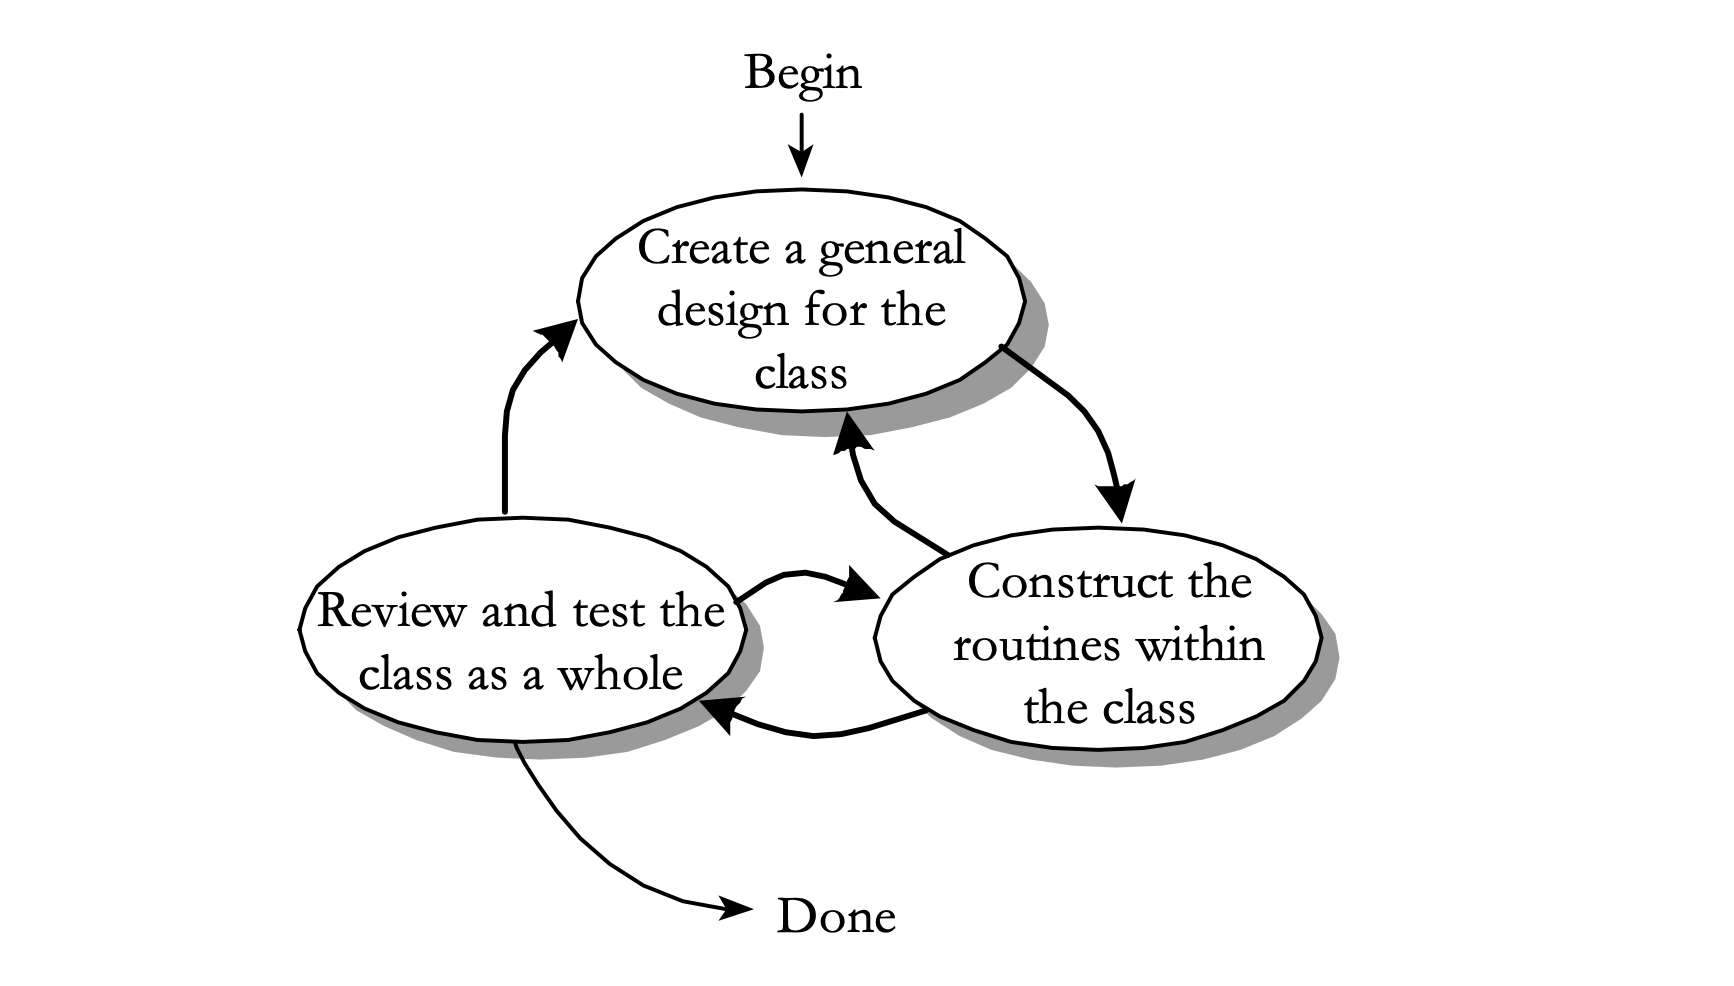 Begin
Create a general
design for the
class
Review and test the
class as a whole
Construct the
routines within
the class
Done